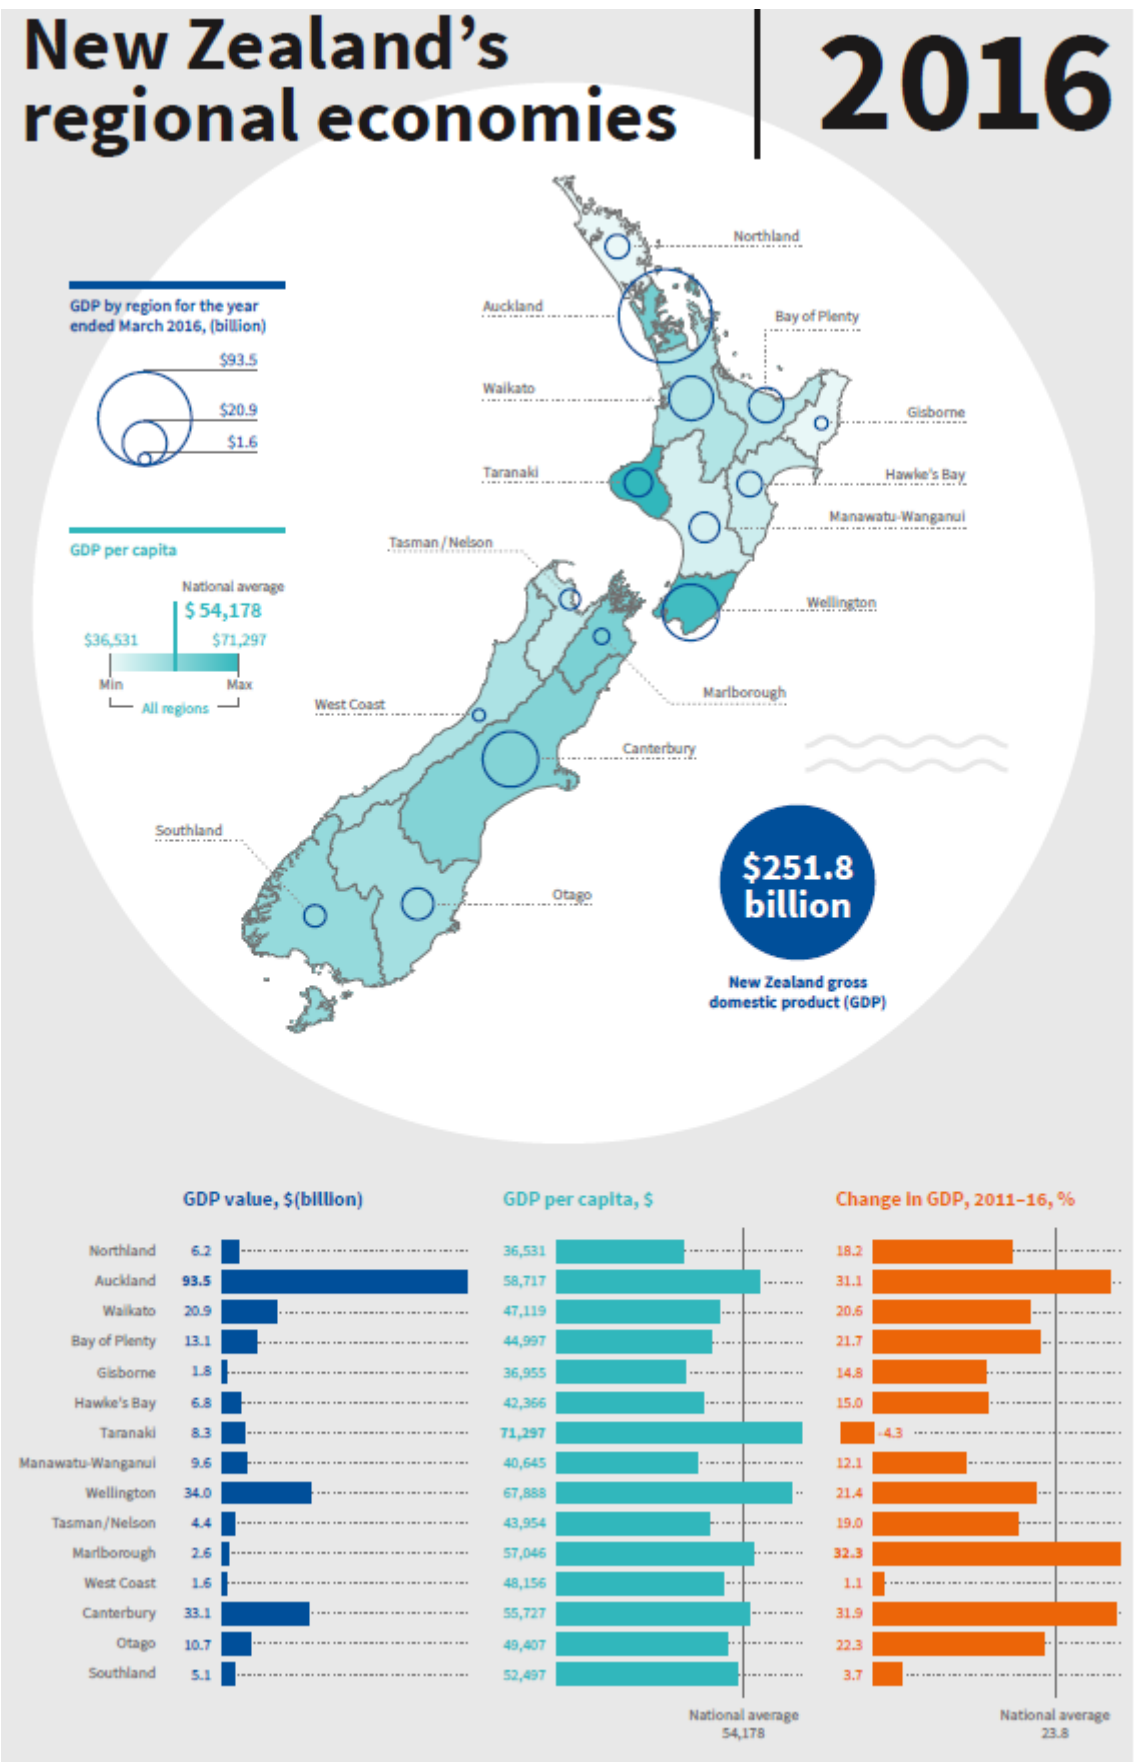 New Zealand's
regional economies
2016
Northland
Auckland
Bay of Plenty
Waikato
Gisborne
Taranaki
Hawke's Bay
Manawatu-Wanganui
Tasman / Nelson
Wellington
Marlborough
West Coast
Canterbury
Southland
Otago
GDP by region for the year
ended March 2016, (billion)
$93.5
$20.9
$1.6
GDP per capita
National average
$ 54,178
$36,531 $71,297
Min Max
All regions
$251.8
billion
New Zealand gross
domestic product (GDP)
GDP value, $(billion) GDP per capita, $ Change in GDP, 2011–16, %
Northland 6.2 36,531 18.2
Auckland 93.5 58,717 31.1
Waikato 20.9 47,119 20.6
Bay of Plenty 13.1 44,997 21.7
Gisborne 1.8 36,955 14.8
Hawke's Bay 6.8 42,366 15.0
Taranaki 8.3 71,297 -4.3
Manawatu-Wanganui 9.6 40,645 12.1
Wellington 34.0 67,888 21.4
Tasman/Nelson 4.4 43,954 19.0
Marlborough 2.6 57,046 32.3
West Coast 1.6 48,156 1.1
Canterbury 33.1 55,727 31.9
Otago 10.7 49,407 22.3
Southland 5.1 52,497 3.7
National average National average
54,178 23.8